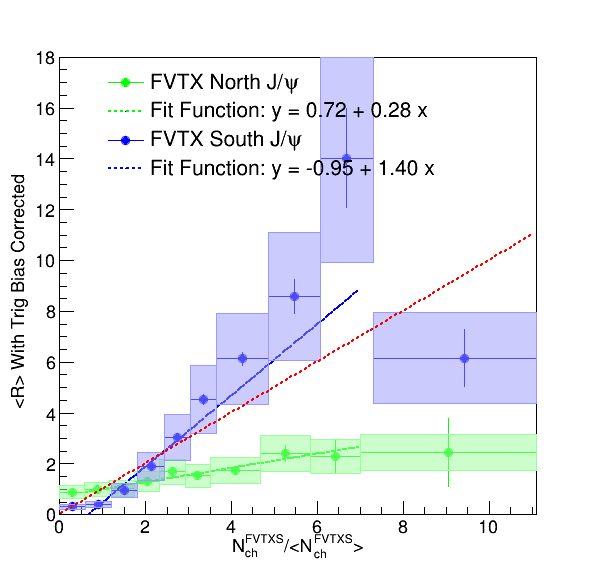 18
16
14
12
10
8
6
4
2
0
<R> With Trig Bias Corrected
FVTX North J/ψ
Fit Function: y = 0.72 + 0.28 x
FVTX South J/ψ
Fit Function: y = -0.95 + 1.40 x
0 2 4 6 8 10
N_ch^FVTXS/<N_ch^FVTXS>